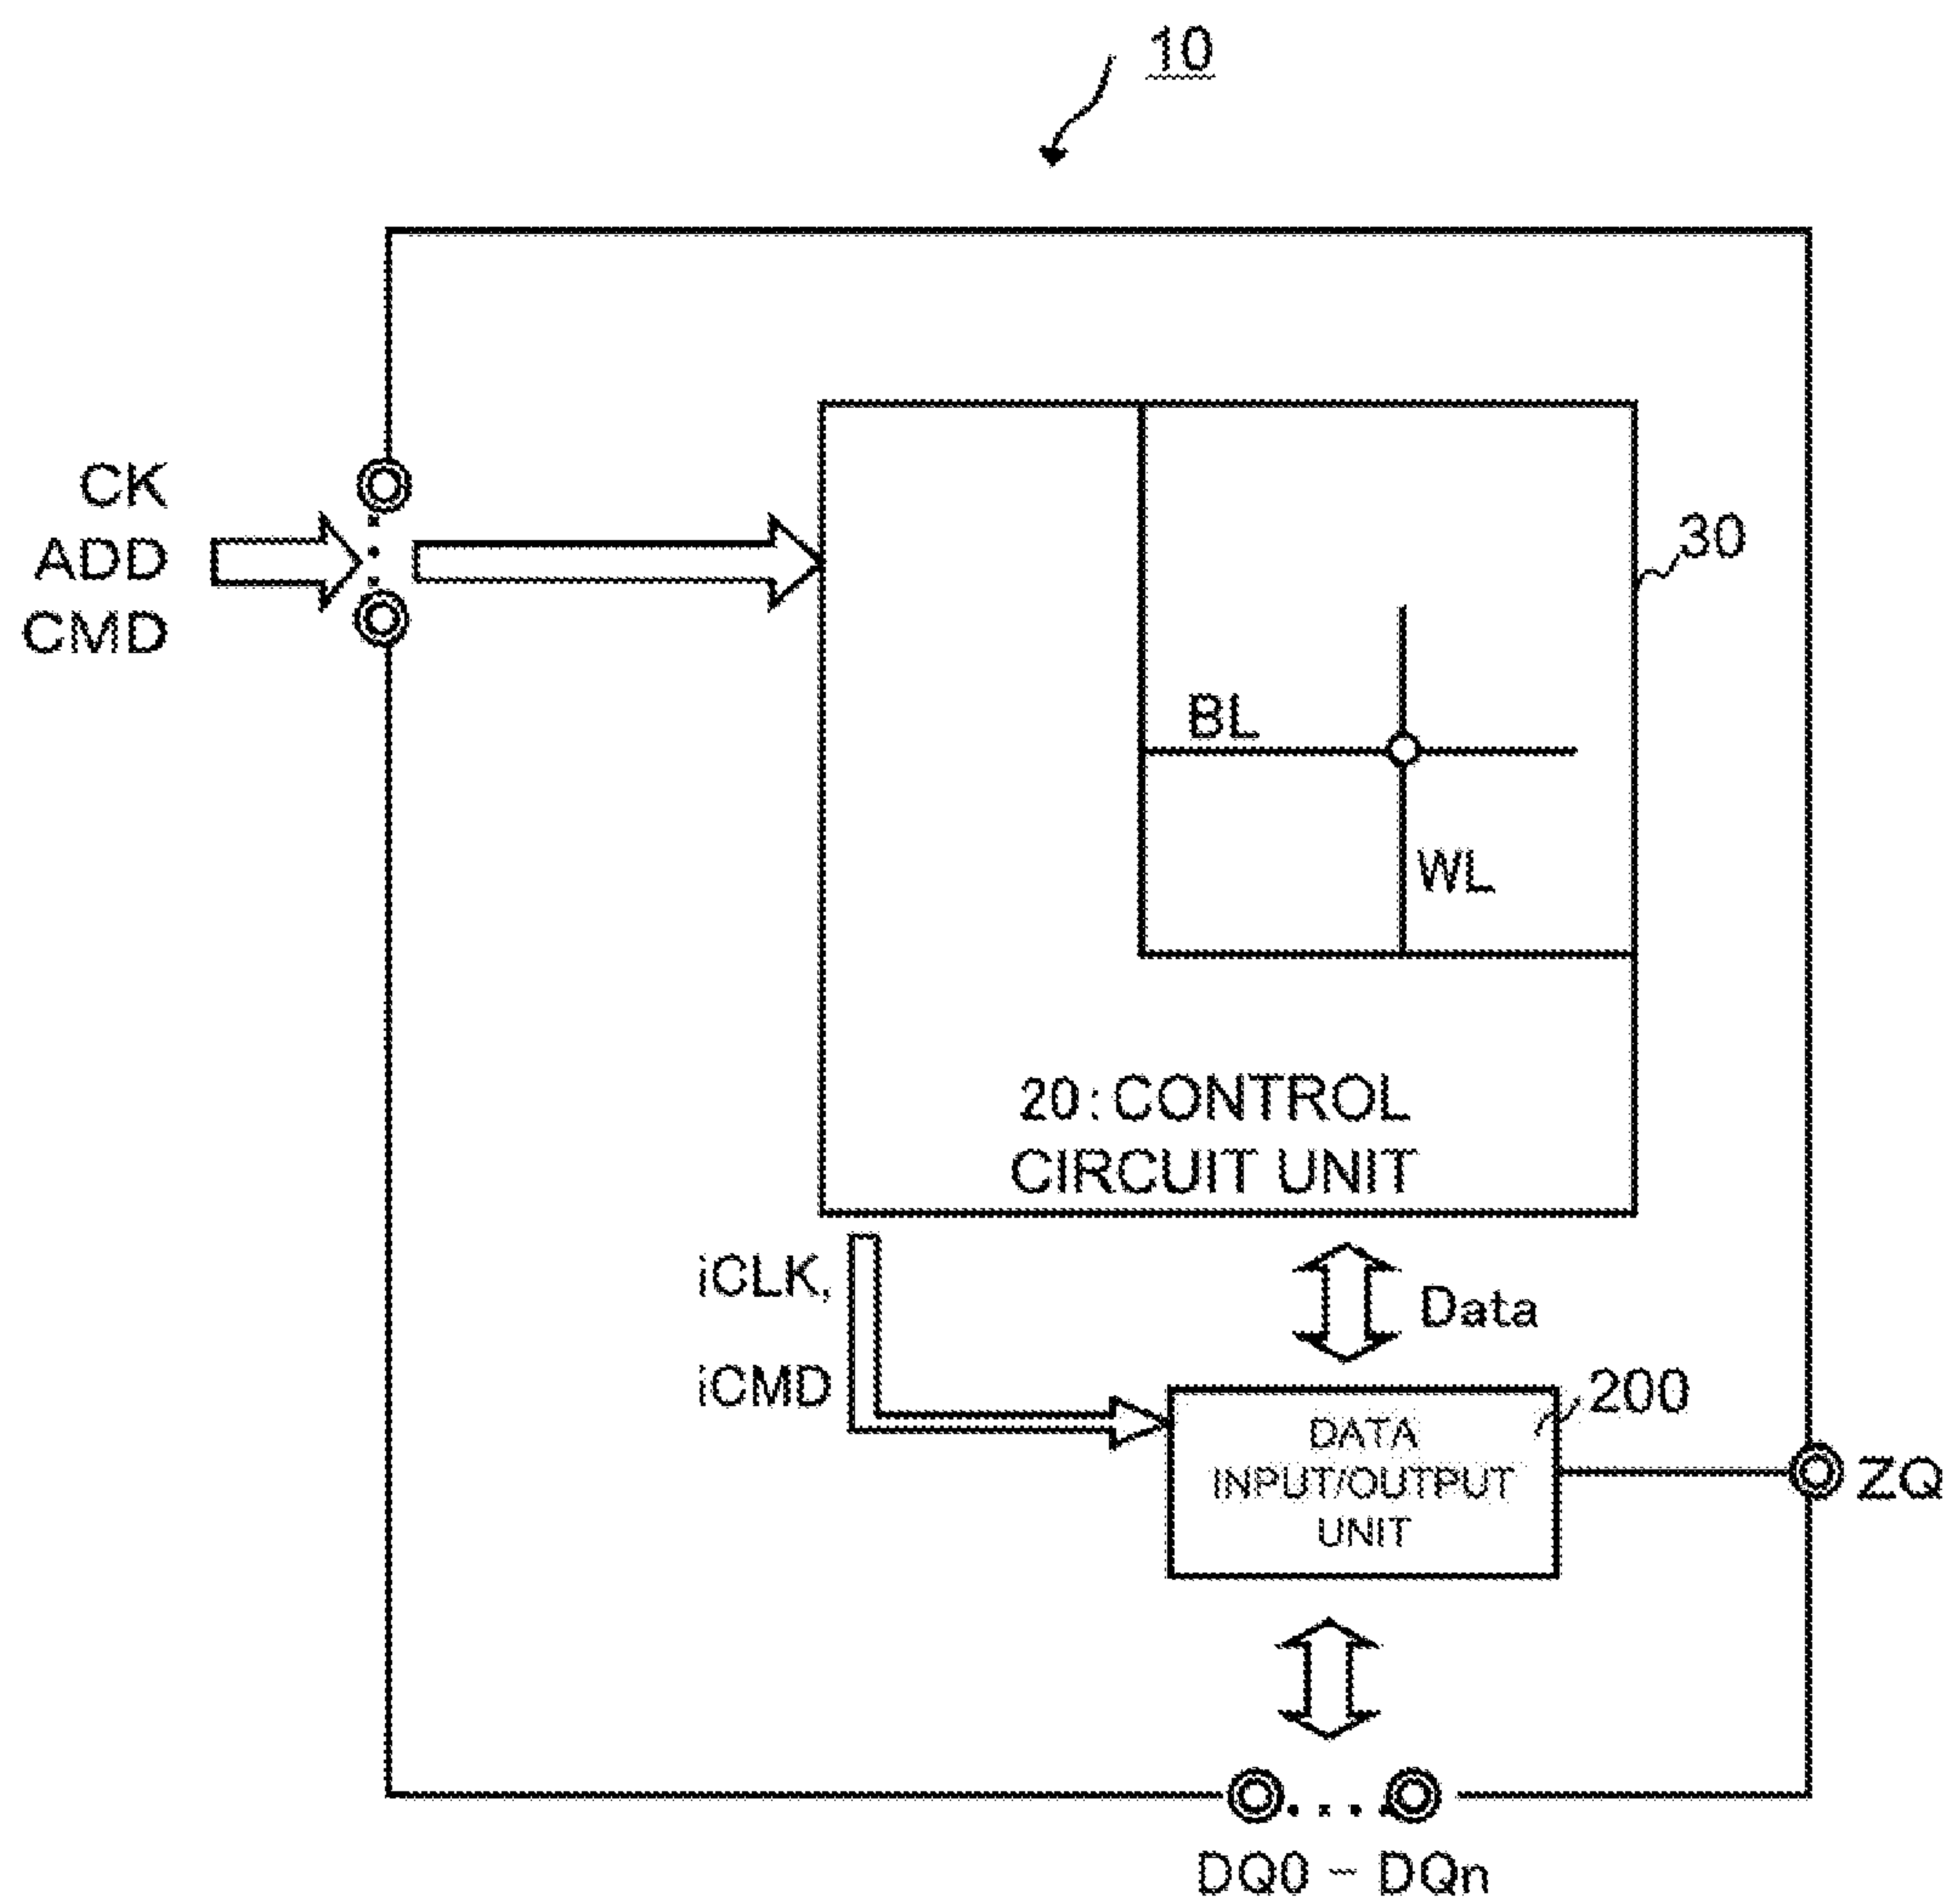 10
CK
ADD
CMD
30
BL
WL
20: CONTROL
CIRCUIT UNIT
iCLK,
iCMD
Data
200
DATA
INPUT/OUTPUT
UNIT
ZQ
DQ0 ~ DQn